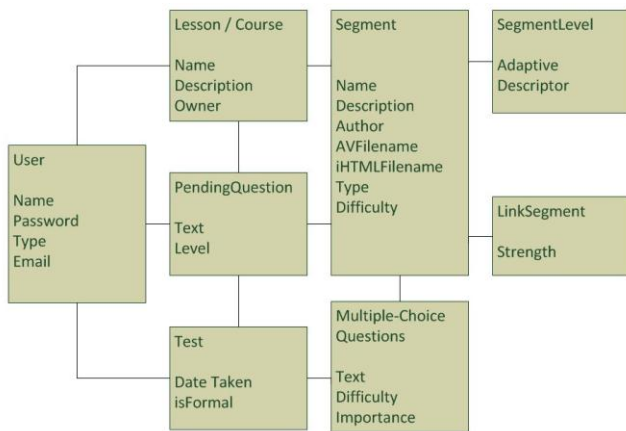 Lesson / Course
Name
Description
Owner
Segment
Name
Description
Author
AVFilename
iHTMLFilename
Type
Difficulty
SegmentLevel
Adaptive
Descriptor
User
Name
Password
Type
Email
PendingQuestion
Text
Level
LinkSegment
Strength
Test
Date Taken
isFormal
Multiple-Choice
Questions
Text
Difficulty
Importance